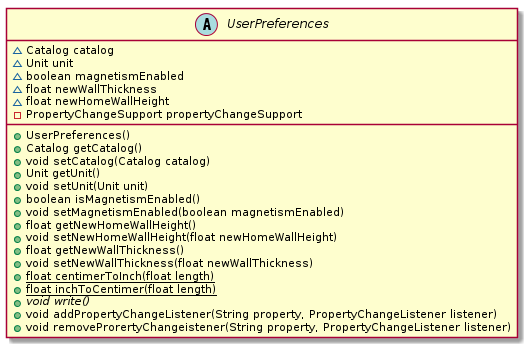 A UserPreferences
Catalog catalog
Unit unit
boolean magnetismEnabled
float newWallThickness
float newHomeWallHeight
PropertyChangeSupport propertyChangeSupport
UserPreferences()
Catalog getCatalog()
void setCatalog(Catalog catalog)
Unit getUnit()
void setUnit(Unit unit)
boolean isMagnetismEnabled()
void setMagnetismEnabled(boolean magnetismEnabled)
float getNewHomeWallHeight()
void setNewHomeWallHeight(float newHomeWallHeight)
float getNewWallThickness()
void setNewWallThickness(float newWallThickness)
float centimerToInch(float length)
float inchToCentimer(float length)
void write()
void addPropertyChangeListener(String property, PropertyChangeListener listener)
void removeProrertyChangeistener(String property, PropertyChangeListener listener)